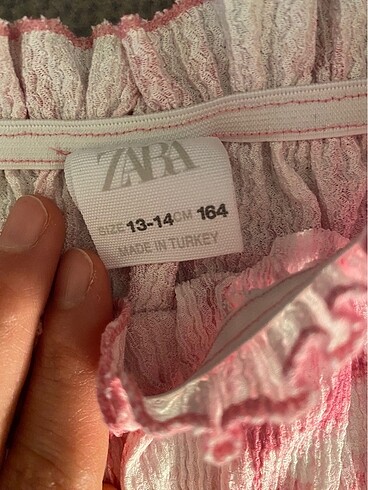 ZARA
SIZE 13-14 CM 164
MADE IN TURKEY